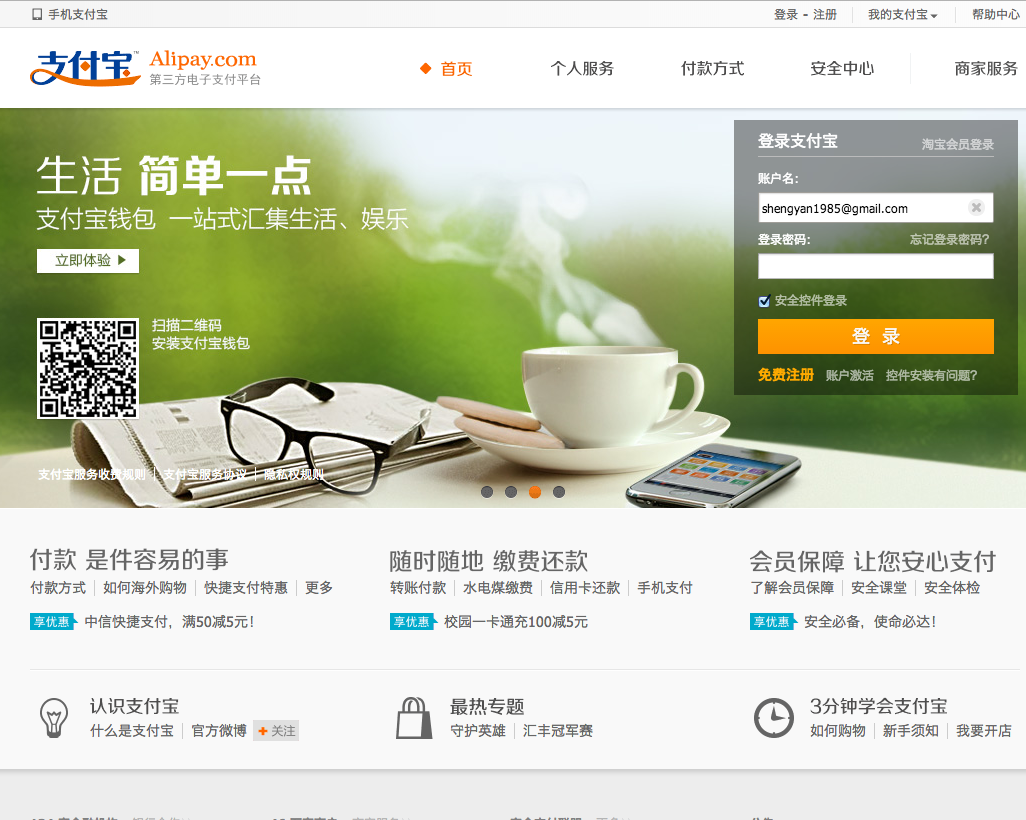 手机支付宝 登录 - 注册 我的支付宝 帮助中心
支付宝™ Alipay.com
第三方电子支付平台
首页 个人服务 付款方式 安全中心 商家服务
生活 简单一点
支付宝钱包 一站式汇集生活、娱乐
立即体验
扫描二维码
安装支付宝钱包
支付宝服务收费规则 | 支付宝服务协议 | 隐私权规则
登录支付宝 淘宝会员登录
账户名:
shengyan1985@gmail.com
登录密码: 忘记登录密码?
安全控件登录
登 录
免费注册 账户激活 控件安装有问题?
付款 是件容易的事
付款方式 | 如何海外购物 | 快捷支付特惠 | 更多
享优惠 中信快捷支付，满50减5元!
随时随地 缴费还款
转账付款 | 水电煤缴费 | 信用卡还款 | 手机支付
享优惠 校园一卡通充100减5元
会员保障 让您安心支付
了解会员保障 | 安全课堂 | 安全体检
享优惠 安全必备，使命必达!
认识支付宝
什么是支付宝 | 官方微博 + 关注
最热专题
守护英雄 | 汇丰冠军赛
3分钟学会支付宝
如何购物 | 新手须知 | 我要开店